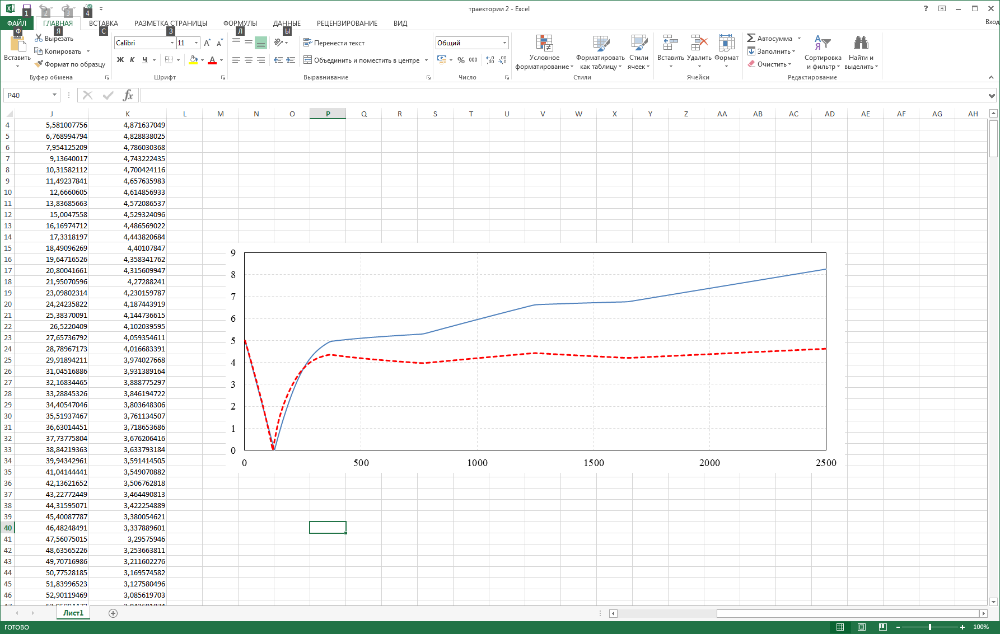 траектории 2 - Excel
?
1 2 3 4
Вход
ФАЙЛ ГЛАВНАЯ ВСТАВКА РАЗМЕТКА СТРАНИЦЫ ФОРМУЛЫ ДАННЫЕ РЕЦЕНЗИРОВАНИЕ ВИД
Ф Я С З Л Ы
Вставить
Вырезать
Копировать
Формат по образцу
Буфер обмена
Calibri 11
Ж К Ч
Шрифт
Перенести текст
Объединить и поместить в центре
Выравнивание
Общий
% 000
Число
Условное форматирование
Форматировать как таблицу
Стили ячеек
Стили
Вставить Удалить Формат
Ячейки
Автосумма
Заполнить
Очистить
Сортировка и фильтр
Найти и выделить
Редактирование
P40
fx
J K L M N O P Q R S T U V W X Y Z AA AB AC AD AE AF AG AH
4 5,581007756 4,871637049
5 6,768994794 4,828838025
6 7,954125209 4,786030368
7 9,13640017 4,743222435
8 10,31582112 4,700424116
9 11,49237841 4,657635983
10 12,6660605 4,614856933
11 13,83685663 4,572086537
12 15,0047558 4,529324096
13 16,16974712 4,486569022
14 17,3318197 4,443820684
15 18,49096269 4,40107847
16 19,64716526 4,358341762
17 20,80041661 4,315609947
18 21,95070596 4,27288241
19 23,09802314 4,230159787
20 24,24235822 4,187443919
21 25,38370091 4,144736615
22 26,5220409 4,102039595
23 27,65736792 4,059354611
24 28,78967173 4,016683391
25 29,91894211 3,974027668
26 31,04516886 3,931389164
27 32,16834465 3,888775297
28 33,28845326 3,846194722
29 34,40547046 3,803648306
30 35,51937467 3,761134507
31 36,63014451 3,718653686
32 37,73775804 3,676206416
33 38,84219363 3,633793184
34 39,94342961 3,591414505
35 41,04144441 3,549070882
36 42,13621652 3,506762818
37 43,22772449 3,464490813
38 44,31595071 3,422254889
39 45,40087787 3,380054621
40 46,48248491 3,337889601
41 47,56075015 3,29575946
42 48,63565226 3,253663811
43 49,70716986 3,211602276
44 50,77528185 3,169574582
45 51,83996523 3,127580496
46 52,90119469 3,085619703
9
8
7
6
5
4
3
2
1
0
0 500 1000 1500 2000 2500
Лист1
ГОТОВО
100%